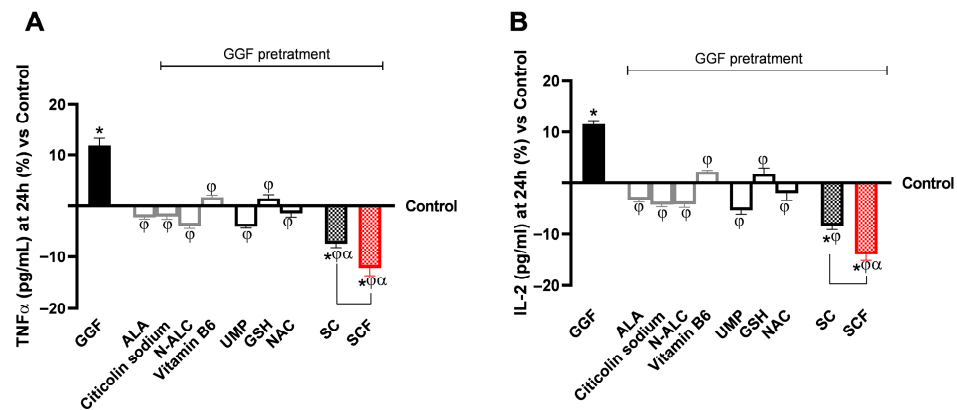 A
GGF pretratment
TNFα (pg/mL) at 24h (%) vs Control
10
0
−10
−20
*
φ
φ
φ
φ
φ
φ
φ
*φα
*φα
Control
GGF
ALA
Citicolin sodium
N-ALC
Vitamin B6
UMP
GSH
NAC
SC
SCF
B
GGF pretratment
IL-2 (pg/ml) at 24h (%) vs Control
20
10
0
−10
−20
*
φ
φ
φ
φ
φ
φ
φ
*φ
*φα
Control
GGF
ALA
Citicolin sodium
N-ALC
Vitamin B6
UMP
GSH
NAC
SC
SCF